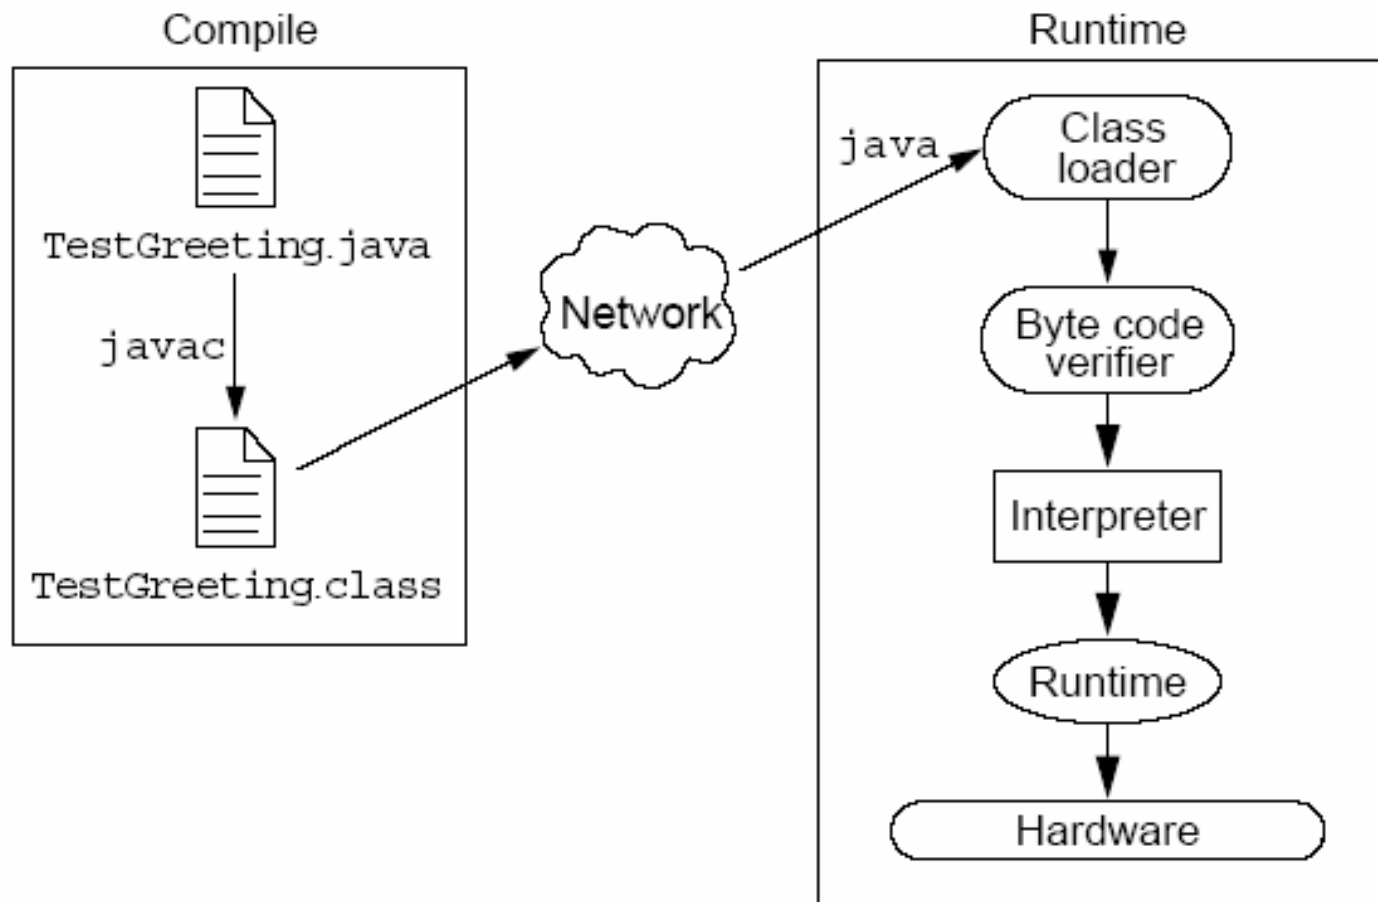 Compile
TestGreeting.java
javac
TestGreeting.class
Network
Runtime
java
Class
loader
Byte code
verifier
Interpreter
Runtime
Hardware